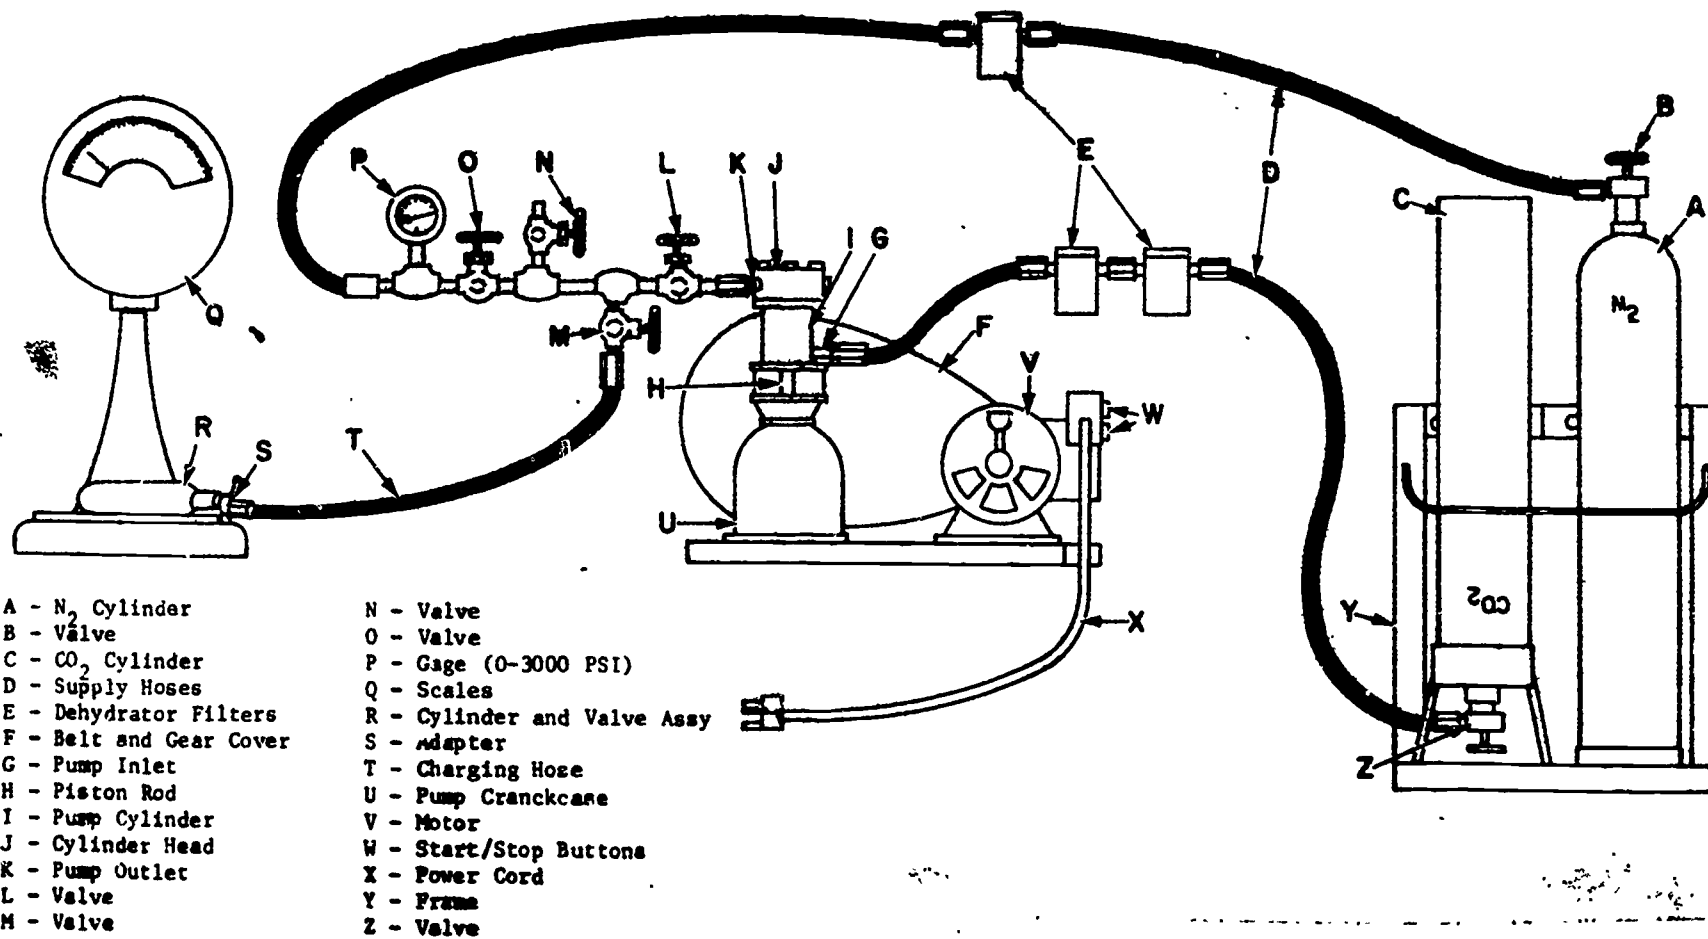 B
P
O
N
L
K
J
E
D
C
A
I
G
N2
Q
M
F
V
H
W
R
S
T
U
CO2
Y
X
Z
A - N2 Cylinder
B - Valve
C - CO2 Cylinder
D - Supply Hoses
E - Dehydrator Filters
F - Belt and Gear Cover
G - Pump Inlet
H - Piston Rod
I - Pump Cylinder
J - Cylinder Head
K - Pump Outlet
L - Valve
M - Valve
N - Valve
O - Valve
P - Gage (0-3000 PSI)
Q - Scales
R - Cylinder and Valve Assy
S - Adapter
T - Charging Hose
U - Pump Cranckcase
V - Motor
W - Start/Stop Buttons
X - Power Cord
Y - Frame
Z - Valve